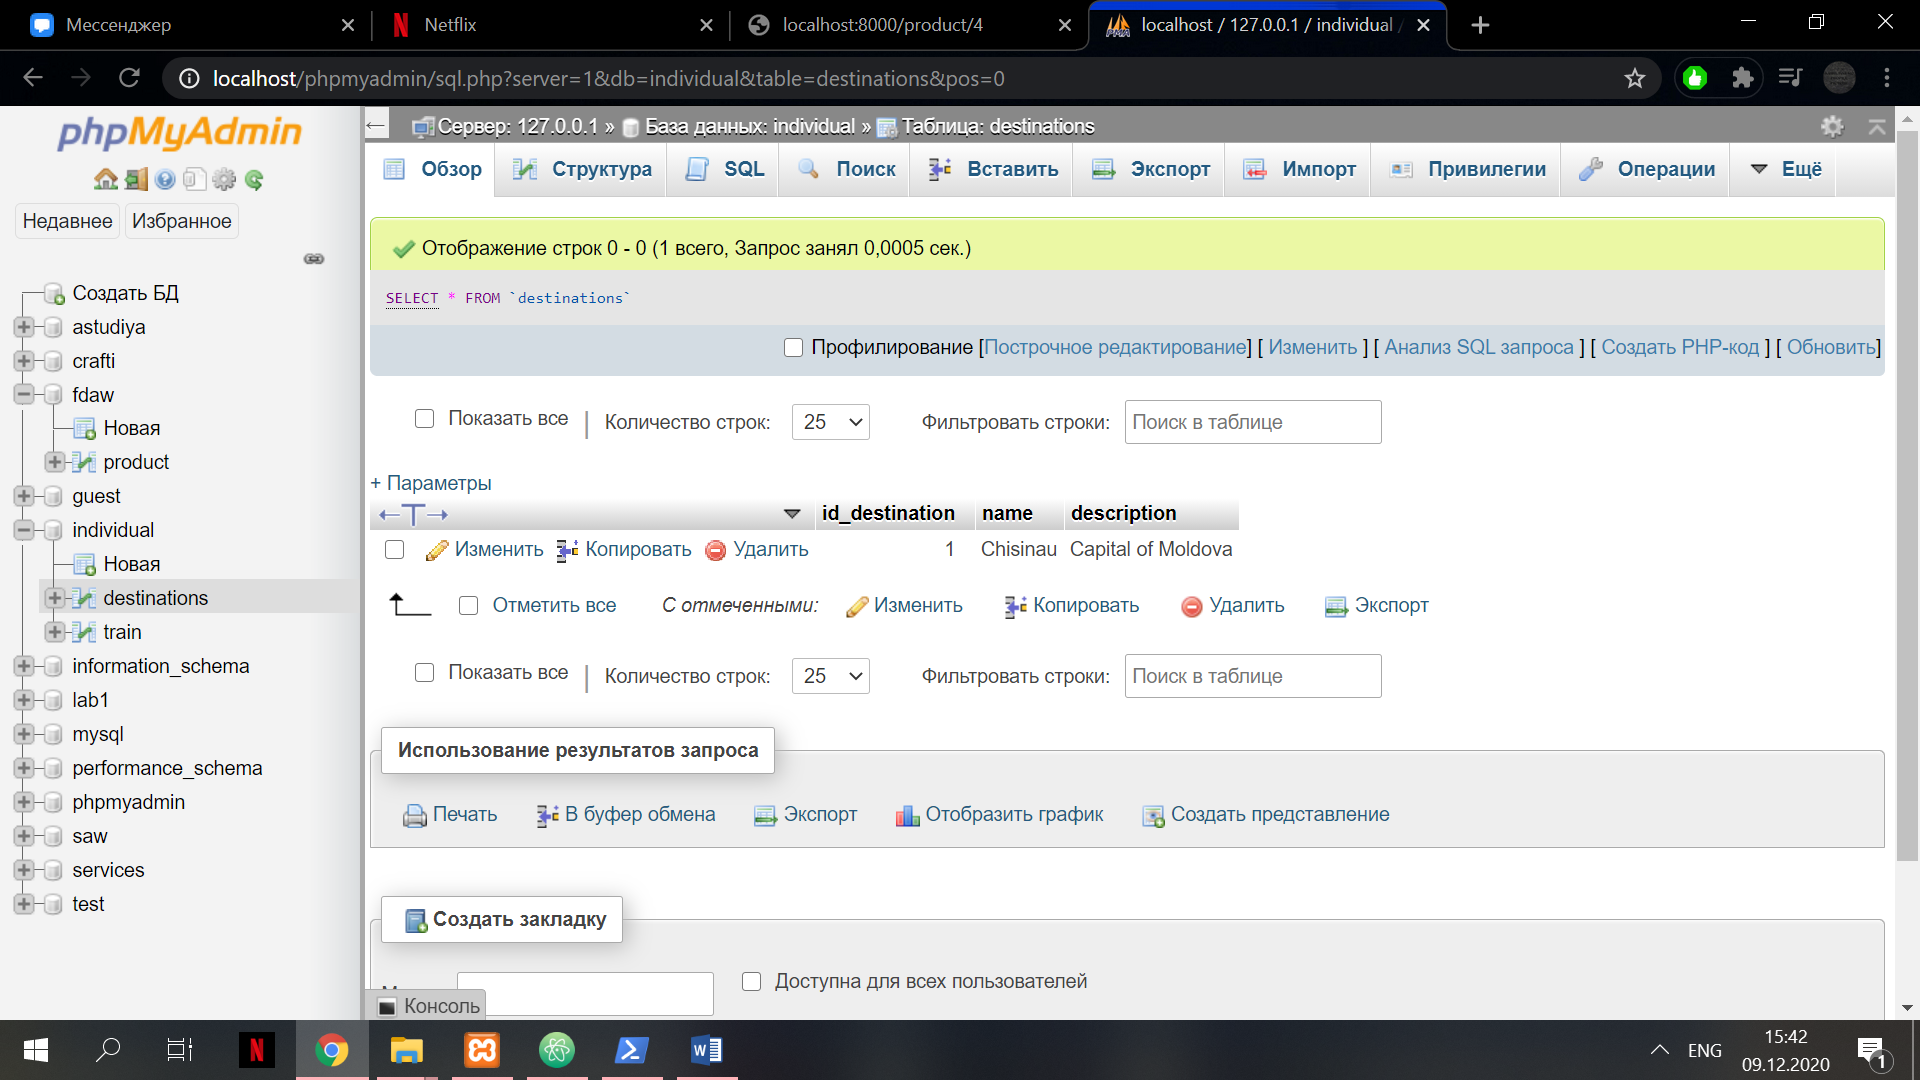 Мессенджер
Netflix
localhost:8000/product/4
localhost / 127.0.0.1 / individual /
localhost/phpmyadmin/sql.php?server=1&db=individual&table=destinations&pos=0
phpMyAdmin
Недавнее Избранное
Создать БД
astudiya
crafti
fdaw
Новая
product
guest
individual
Новая
destinations
train
information_schema
lab1
mysql
performance_schema
phpmyadmin
saw
services
test
Сервер: 127.0.0.1 » База данных: individual » Таблица: destinations
Обзор Структура SQL Поиск Вставить Экспорт Импорт Привилегии Операции Ещё
Отображение строк 0 - 0 (1 всего, Запрос занял 0,0005 сек.)
SELECT * FROM `destinations`
Профилирование [Построчное редактирование] [ Изменить ] [ Анализ SQL запроса ] [ Создать PHP-код ] [ Обновить]
Показать все | Количество строк: 25 Фильтровать строки: Поиск в таблице
+ Параметры
←T→ id_destination name description
Изменить Копировать Удалить 1 Chisinau Capital of Moldova
Отметить все С отмеченными: Изменить Копировать Удалить Экспорт
Показать все | Количество строк: 25 Фильтровать строки: Поиск в таблице
Использование результатов запроса
Печать В буфер обмена Экспорт Отобразить график Создать представление
Создать закладку
Доступна для всех пользователей
Консоль
ENG
15:42
09.12.2020
1